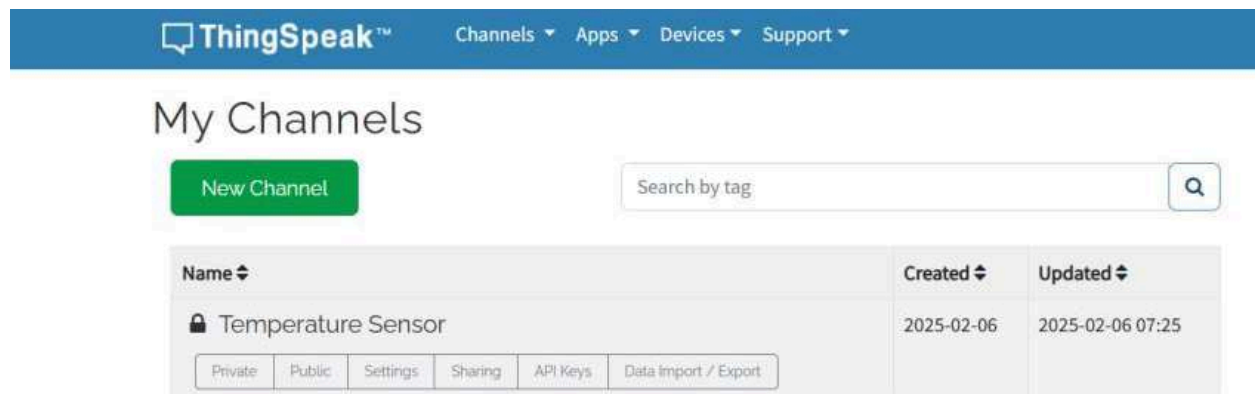 ThingSpeak™ Channels Apps Devices Support
My Channels
New Channel Search by tag
Name Created Updated
Temperature Sensor 2025-02-06 2025-02-06 07:25
Private Public Settings Sharing API Keys Data Import / Export